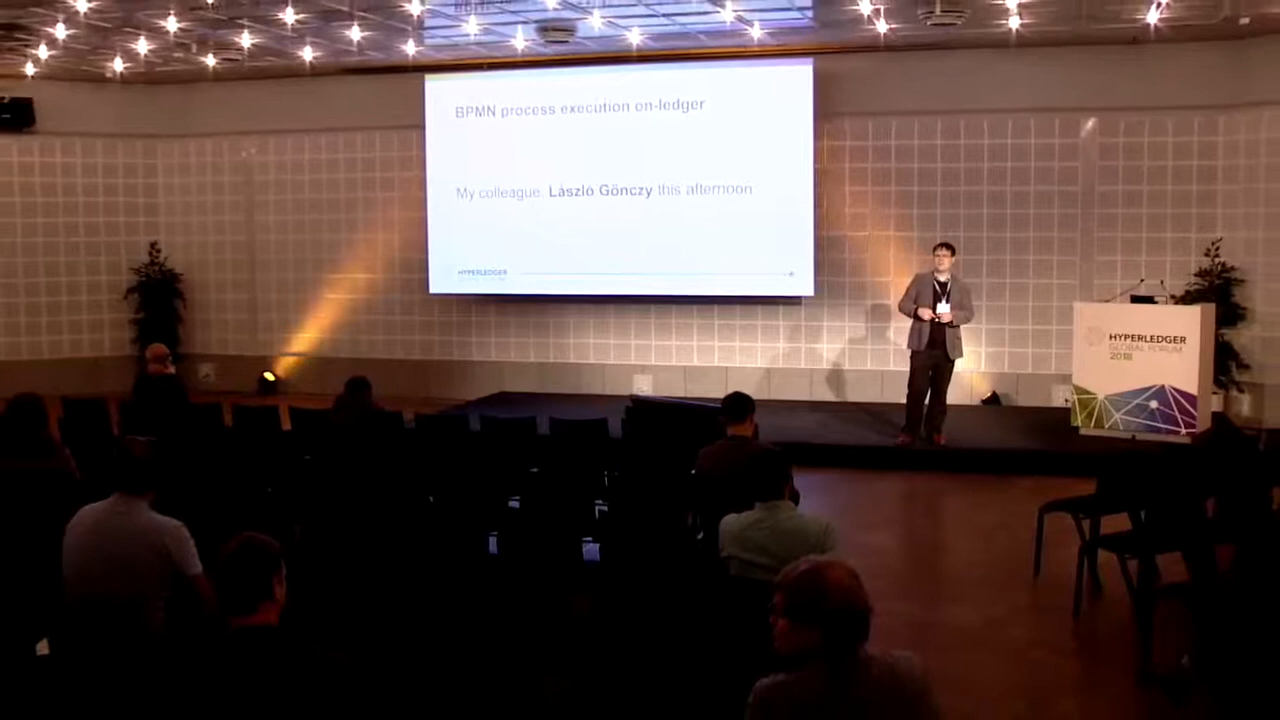 BPMN process execution on-ledger
My colleague, László Gönczy this afternoon
HYPERLEDGER
HYPERLEDGER
GLOBAL FORUM
2018